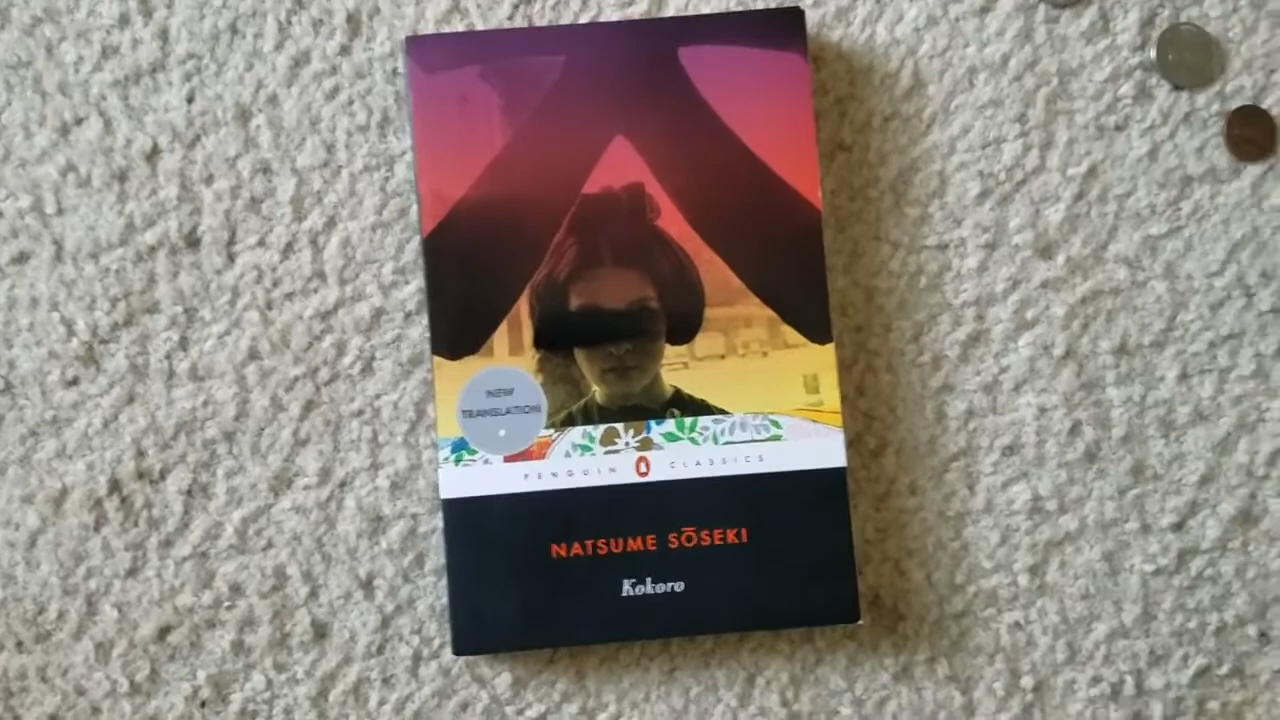 NEW
TRANSLATION
PENGUIN CLASSICS
NATSUME SŌSEKI
Kokoro